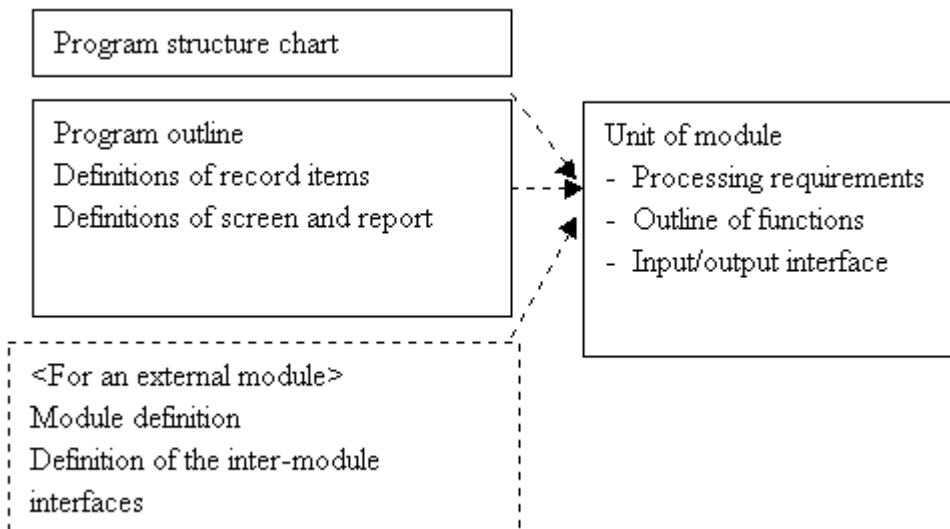 Program structure chart
Program outline
Definitions of record items
Definitions of screen and report
<For an external module>
Module definition
Definition of the inter-module
interfaces
Unit of module
- Processing requirements
- Outline of functions
- Input/output interface